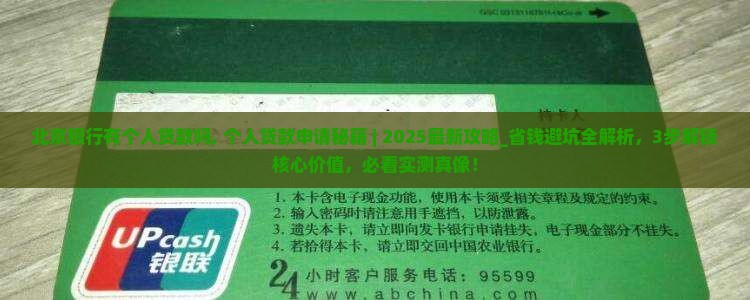 持卡人
北京银行有个人贷款吗, 个人贷款申请秘籍 | 2025最新攻略_省钱避坑全解析，3步解锁
核心价值，必看实测真像！
1. 本卡含电子现金功能，使用本卡须受相关章程及规定的约束。
2. 输入密码时请注意用手遮挡，以防泄露。
3. 遗失本卡，请立即向发卡银行申请挂失，电子现金部分不挂失。
4. 若拾得本卡，请立即交回中国农业银行。
UPcash
银联
24小时客户服务电话：95599
www.abchina.com